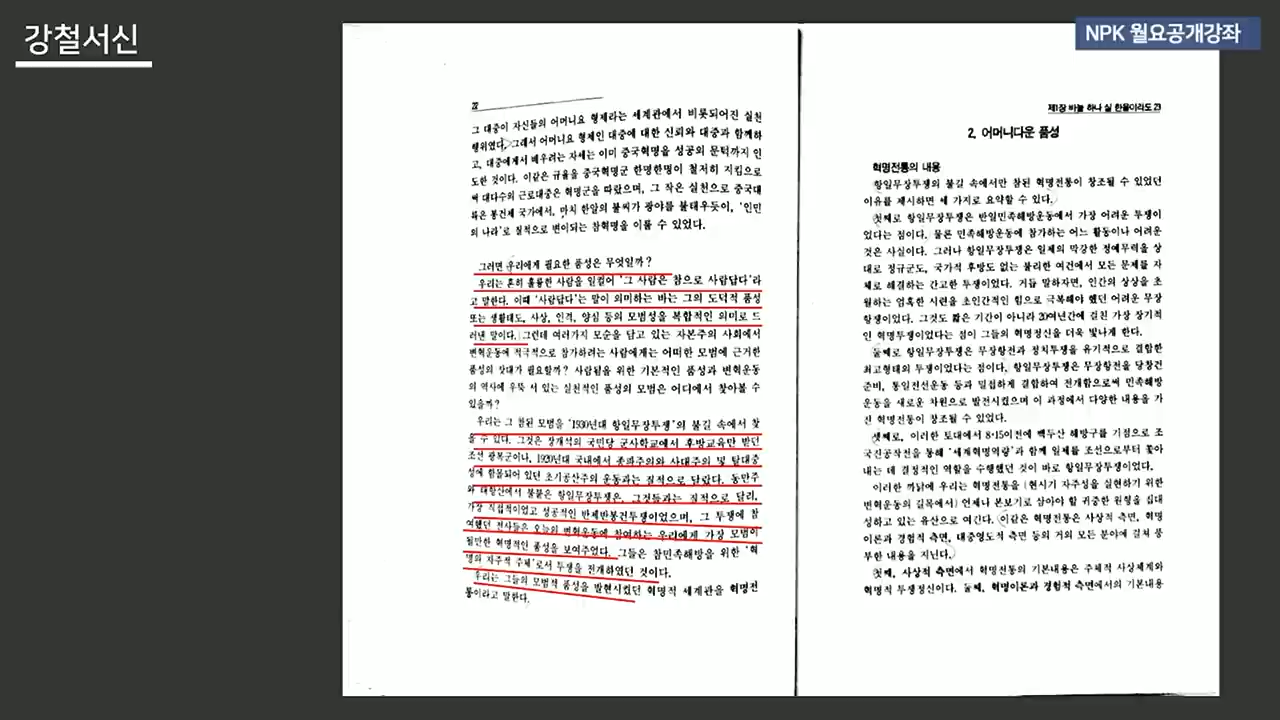 강철서신
NPK 월요공개강좌
22
그 대중이 자신들의 어머니요 형제라는 세계관에서 비롯되어진 실천
행위였다. 그래서 어머니요 형제인 대중에 대한 신뢰와 대중과 함께하
고, 대중에게서 배우려는 자세는 이미 중국혁명을 성공의 문턱까지 인
도한 것이다. 이같은 규율을 중국혁명군 한명한명이 철저히 지킴으로
써 대다수의 근로대중은 혁명군을 따랐으며, 그 작은 실천으로 중국대
륙은 봉건제 국가에서, 마치 한알의 불씨가 광야를 불태우듯이, '인민
의 나라'로 질적으로 변이되는 참혁명을 이룰 수 있었다.
그러면 우리에게 필요한 품성은 무엇일까?
우리는 흔히 훌륭한 사람을 일컬어 '그 사람은 참으로 사람답다'라
고 말한다. 이때 '사람답다'는 말이 의미하는 바는 그의 도덕적 품성
또는 생활태도, 사상, 인격, 양심 등의 모범성을 복합적인 의미로 드
러낸 말이다. 그런데 여러가지 모순을 담고 있는 자본주의 사회에서
변혁운동에 적극적으로 참가하려는 사람에게는 어떠한 모범에 근거한
품성의 잣대가 필요할까? 사람됨을 위한 기본적인 품성과 변혁운동
의 역사에 우뚝 서 있는 실천적인 품성의 모범은 어디에서 찾아볼 수
있을까?
우리는 그 참된 모범을 '1930년대 항일무장투쟁'의 불길 속에서 찾
을 수 있다. 그것은 장개석의 국민당 군사학교에서 후방교육만 받던
조선 광복군이나, 1920년대 국내에서 종파주의와 사대주의 및 탈대중
성에 함몰되어 있던 초기공산주의 운동과는 질적으로 달랐다. 동만주
와 태항산에서 불붙은 항일무장투쟁은, 그것들과는 질적으로 달리,
가장 직접적이었고 성공적인 반제반봉건투쟁이었으며, 그 투쟁에 참
여했던 전사들은 오늘의 변혁운동에 참여하는 우리에게 가장 모범이
될만한 혁명적인 품성을 보여주었다. 그들은 참민족해방을 위한 '혁
명의 자주적 주체'로서 투쟁을 전개하였던 것이다.
우리는 그들의 모범적 품성을 발현시켰던 혁명적 세계관을 혁명전
통이라고 말한다.
제1장 바늘 하나 실 한올이라도 23
2. 어머니다운 품성
혁명전통의 내용
항일무장투쟁의 불길 속에서만 참된 혁명전통이 창조될 수 있었던
이유를 제시하면 세 가지로 요약할 수 있다.
첫째로 항일무장투쟁은 반일민족해방운동에서 가장 어려운 투쟁이
었다는 점이다. 물론 민족해방운동에 참가하는 어느 활동이나 어려운
것은 사실이다. 그러나 항일무장투쟁은 일제의 막강한 정예무력을 상
대로 정규군도, 국가적 후방도 없는 불리한 여건에서 모든 문제를 자
체로 해결하는 간고한 투쟁이었다. 거듭 말하자면, 인간의 상상을 초
월하는 엄혹한 시련을 초인간적인 힘으로 극복해야 했던 어려운 무장
항쟁이었다. 그것도 짧은 기간이 아니라 20여년간에 걸친 가장 장기적
인 혁명투쟁이었다는 점이 그들의 혁명정신을 더욱 빛나게 한다.
둘째로 항일무장투쟁은 무장항전과 정치투쟁을 유기적으로 결합한
최고형태의 투쟁이었다는 점이다. 항일무장투쟁은 무장항전을 당창건
준비, 통일전선운동 등과 밀접하게 결합하여 전개함으로써 민족해방
운동을 새로운 차원으로 발전시켰으며 이 과정에서 다양한 내용을 가
진 혁명전통이 창조될 수 있었다.
셋째로, 이러한 토대에서 8·15이전에 백두산 해방구를 기점으로 조
국진공작전을 통해 '세계혁명역량'과 함께 일제를 조선으로부터 쫓아
내는 데 결정적인 역할을 수행했던 것이 바로 항일무장투쟁이었다.
이러한 까닭에 우리는 혁명전통을 (현시기 자주성을 실현하기 위한
변혁운동의 길목에서) 언제나 본보기로 삼아야 할 귀중한 원형을 집대
성하고 있는 유산으로 여긴다. 이같은 혁명전통은 사상적 측면, 혁명
이론과 경험적 측면, 대중영도적 측면 등의 거의 모든 분야에 걸쳐 풍
부한 내용을 지닌다.
첫째, 사상적 측면에서 혁명전통의 기본내용은 주체적 사상체계와
혁명적 투쟁정신이다. 둘째, 혁명이론과 경험적 측면에서의 기본내용